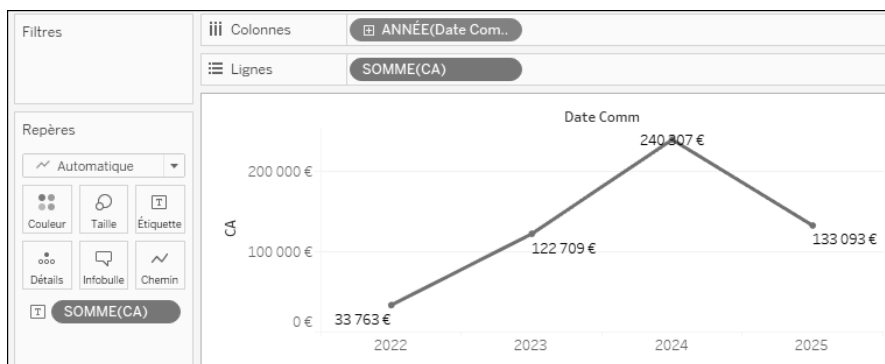 Filtres
Colonnes ANNÉE(Date Com..
Lignes SOMME(CA)
Repères
Automatique
Couleur Taille Étiquette
Détails Infobulle Chemin
SOMME(CA)
Date Comm
CA
200 000 €
100 000 €
0 €
240 307 €
122 709 €
133 093 €
33 763 €
2022 2023 2024 2025